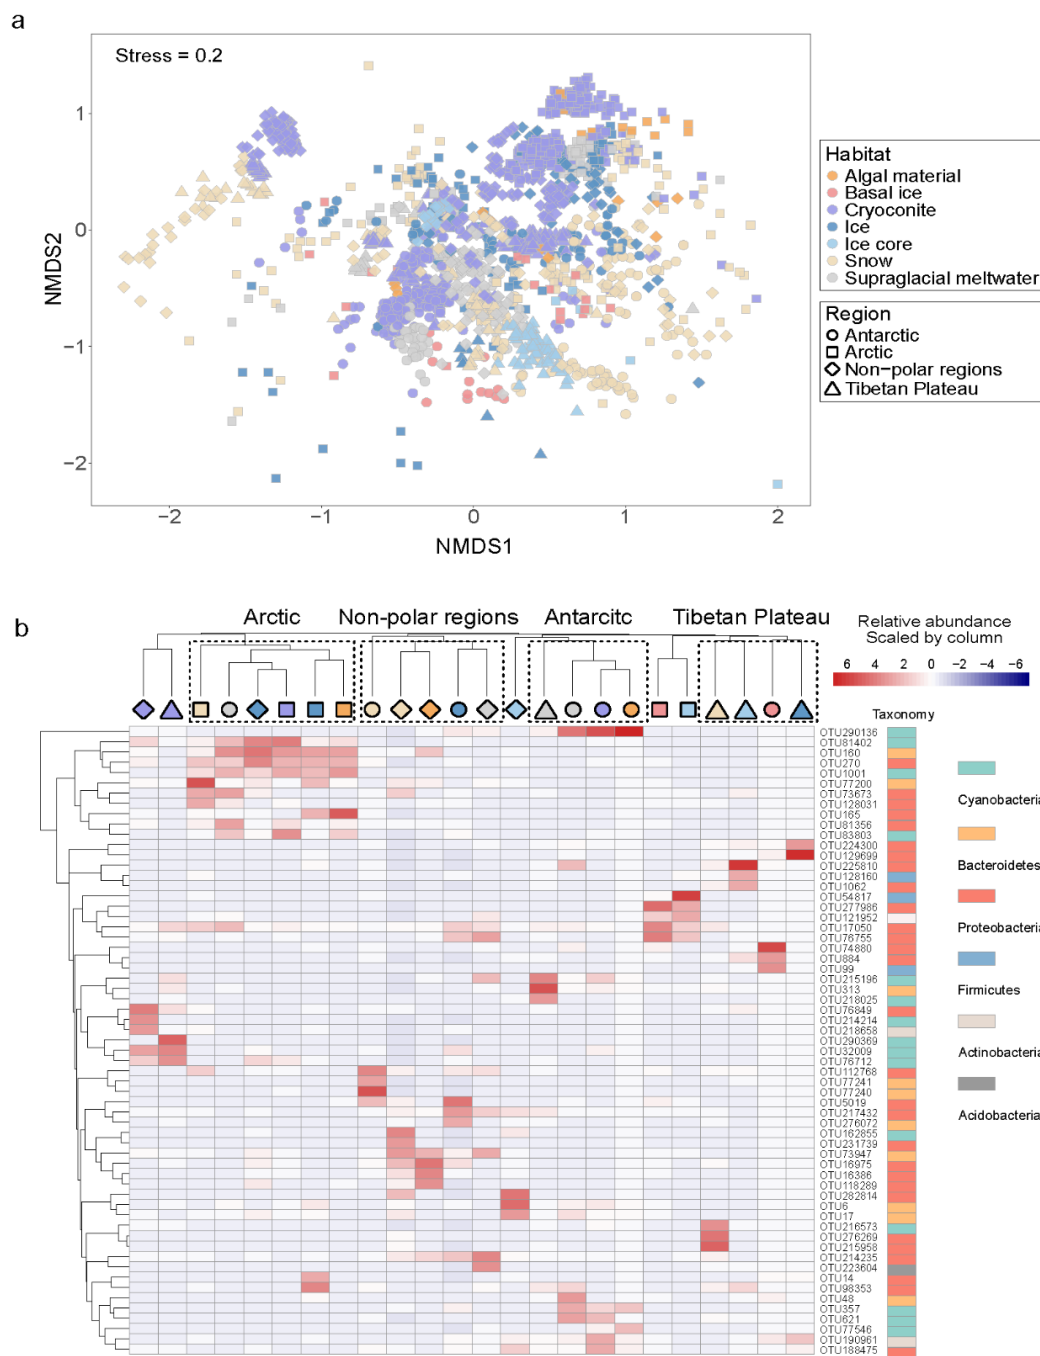 a
Stress = 0.2
NMDS2
1
0
−1
−2
−2
−1
0
1
2
NMDS1
Habitat
Algal material
Basal ice
Cryoconite
Ice
Ice core
Snow
Supraglacial meltwater
Region
Antarctic
Arctic
Non−polar regions
Tibetan Plateau
b
Arctic
Non-polar regions
Antarcitc
Tibetan Plateau
Relative abundance
Scaled by column
6 4 2 0 −2 −4 −6
Taxonomy
OTU290136
OTU81402
OTU160
OTU270
OTU1001
OTU77200
OTU73673
OTU128031
OTU165
OTU81356
OTU83803
OTU224300
OTU129699
OTU225810
OTU128160
OTU1062
OTU54817
OTU277986
OTU121952
OTU17050
OTU76755
OTU74880
OTU884
OTU99
OTU215196
OTU313
OTU218025
OTU76849
OTU214214
OTU218658
OTU290369
OTU32009
OTU76712
OTU112768
OTU77241
OTU77240
OTU5019
OTU217432
OTU276072
OTU162855
OTU231739
OTU73947
OTU16975
OTU16386
OTU118289
OTU282814
OTU6
OTU17
OTU216573
OTU276269
OTU215958
OTU214235
OTU223604
OTU14
OTU98353
OTU48
OTU357
OTU621
OTU77546
OTU190961
OTU188475
Cyanobacteria
Bacteroidetes
Proteobacteria
Firmicutes
Actinobacteria
Acidobacteria